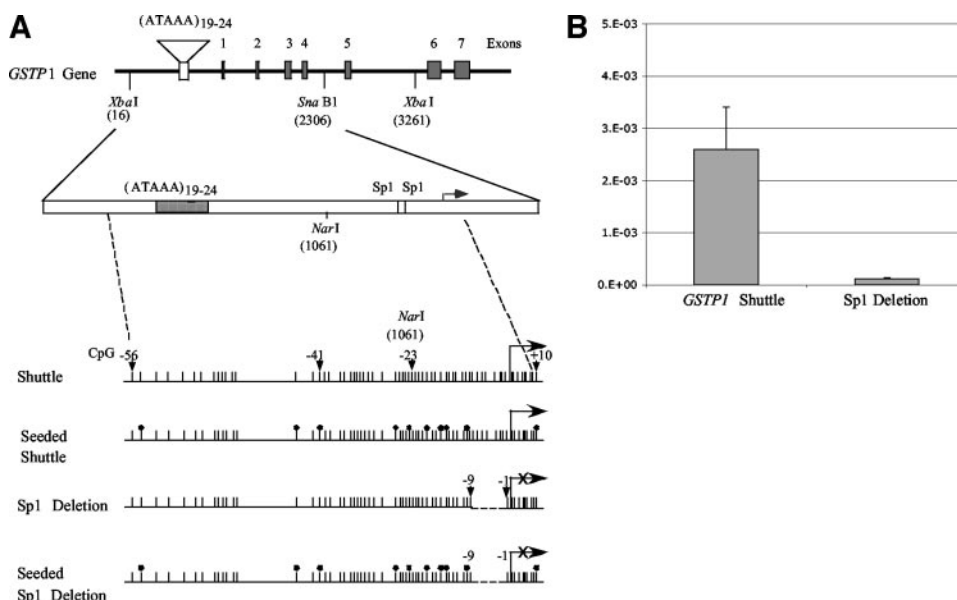 A
(ATAAA)19-24
1 2 3 4 5 6 7 Exons
GSTP1 Gene
XbaI
(16)
Sna B1
(2306)
XbaI
(3261)
(ATAAA)19-24
Sp1 Sp1
NarI
(1061)
NarI
(1061)
CpG -56 -41 -23 +10
Shuttle
Seeded
Shuttle
-9 -1 X
Sp1 Deletion
-9 -1 X
Seeded
Sp1 Deletion
B
5.E-03
4.E-03
3.E-03
2.E-03
1.E-03
0.E+00
GSTP1 Shuttle Sp1 Deletion